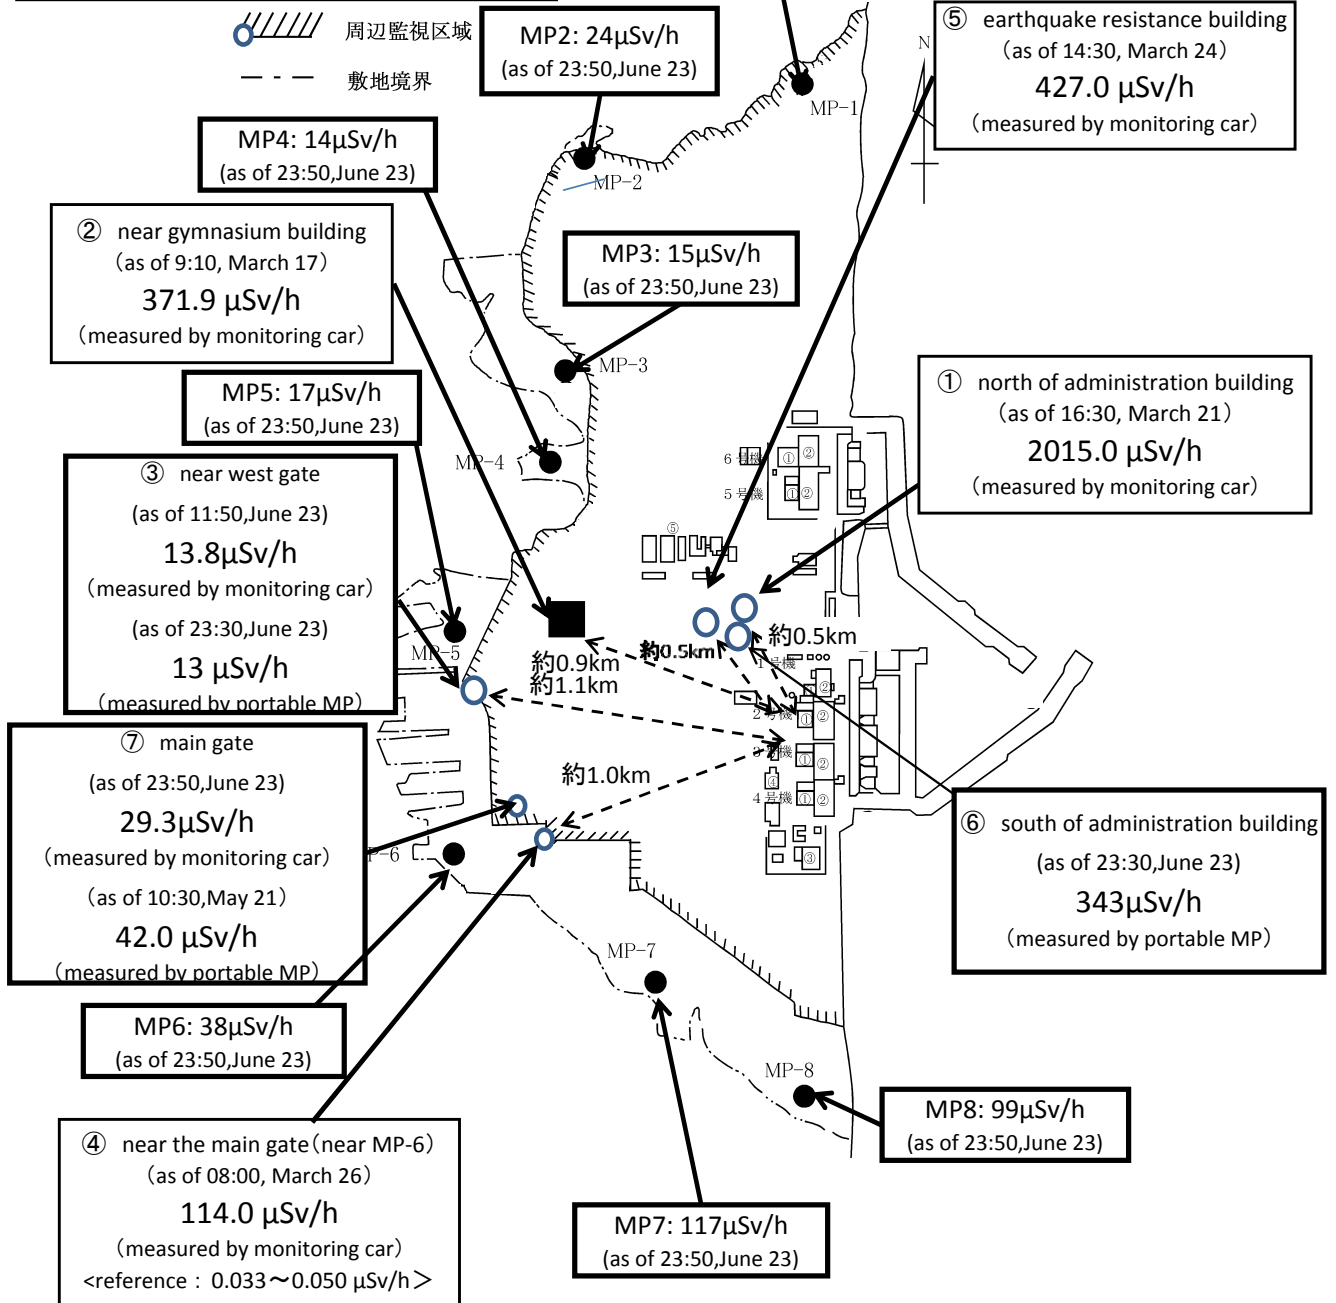 周辺監視区域
敷地境界
MP2: 24μSv/h
(as of 23:50,June 23)
⑤ earthquake resistance building
(as of 14:30, March 24)
427.0 μSv/h
（measured by monitoring car）
N
MP-1
MP4: 14μSv/h
(as of 23:50,June 23)
MP-2
② near gymnasium building
(as of 9:10, March 17)
371.9 μSv/h
(measured by monitoring car)
MP3: 15μSv/h
(as of 23:50,June 23)
MP-3
MP5: 17μSv/h
(as of 23:50,June 23)
① north of administration building
(as of 16:30, March 21)
2015.0 μSv/h
(measured by monitoring car)
MP-4
6号機
①
②
5号機
①
②
③ near west gate
(as of 11:50,June 23)
13.8μSv/h
(measured by monitoring car)
(as of 23:30,June 23)
13 μSv/h
(measured by portable MP)
⑤
MP-5
約0.9km
約1.1km
約0.5km
約0.5km
1号機
②
2号機
①
②
3号機
①
②
④
4号機
①
②
③
約1.0km
⑦ main gate
(as of 23:50,June 23)
29.3μSv/h
(measured by monitoring car)
(as of 10:30,May 21)
42.0 μSv/h
(measured by portable MP)
P-6
⑥ south of administration building
(as of 23:30,June 23)
343μSv/h
（measured by portable MP）
MP-7
MP6: 38μSv/h
(as of 23:50,June 23)
MP-8
MP8: 99μSv/h
(as of 23:50,June 23)
④ near the main gate(near MP-6)
(as of 08:00, March 26)
114.0 μSv/h
(measured by monitoring car)
<reference : 0.033～0.050 μSv/h＞
MP7: 117μSv/h
(as of 23:50,June 23)